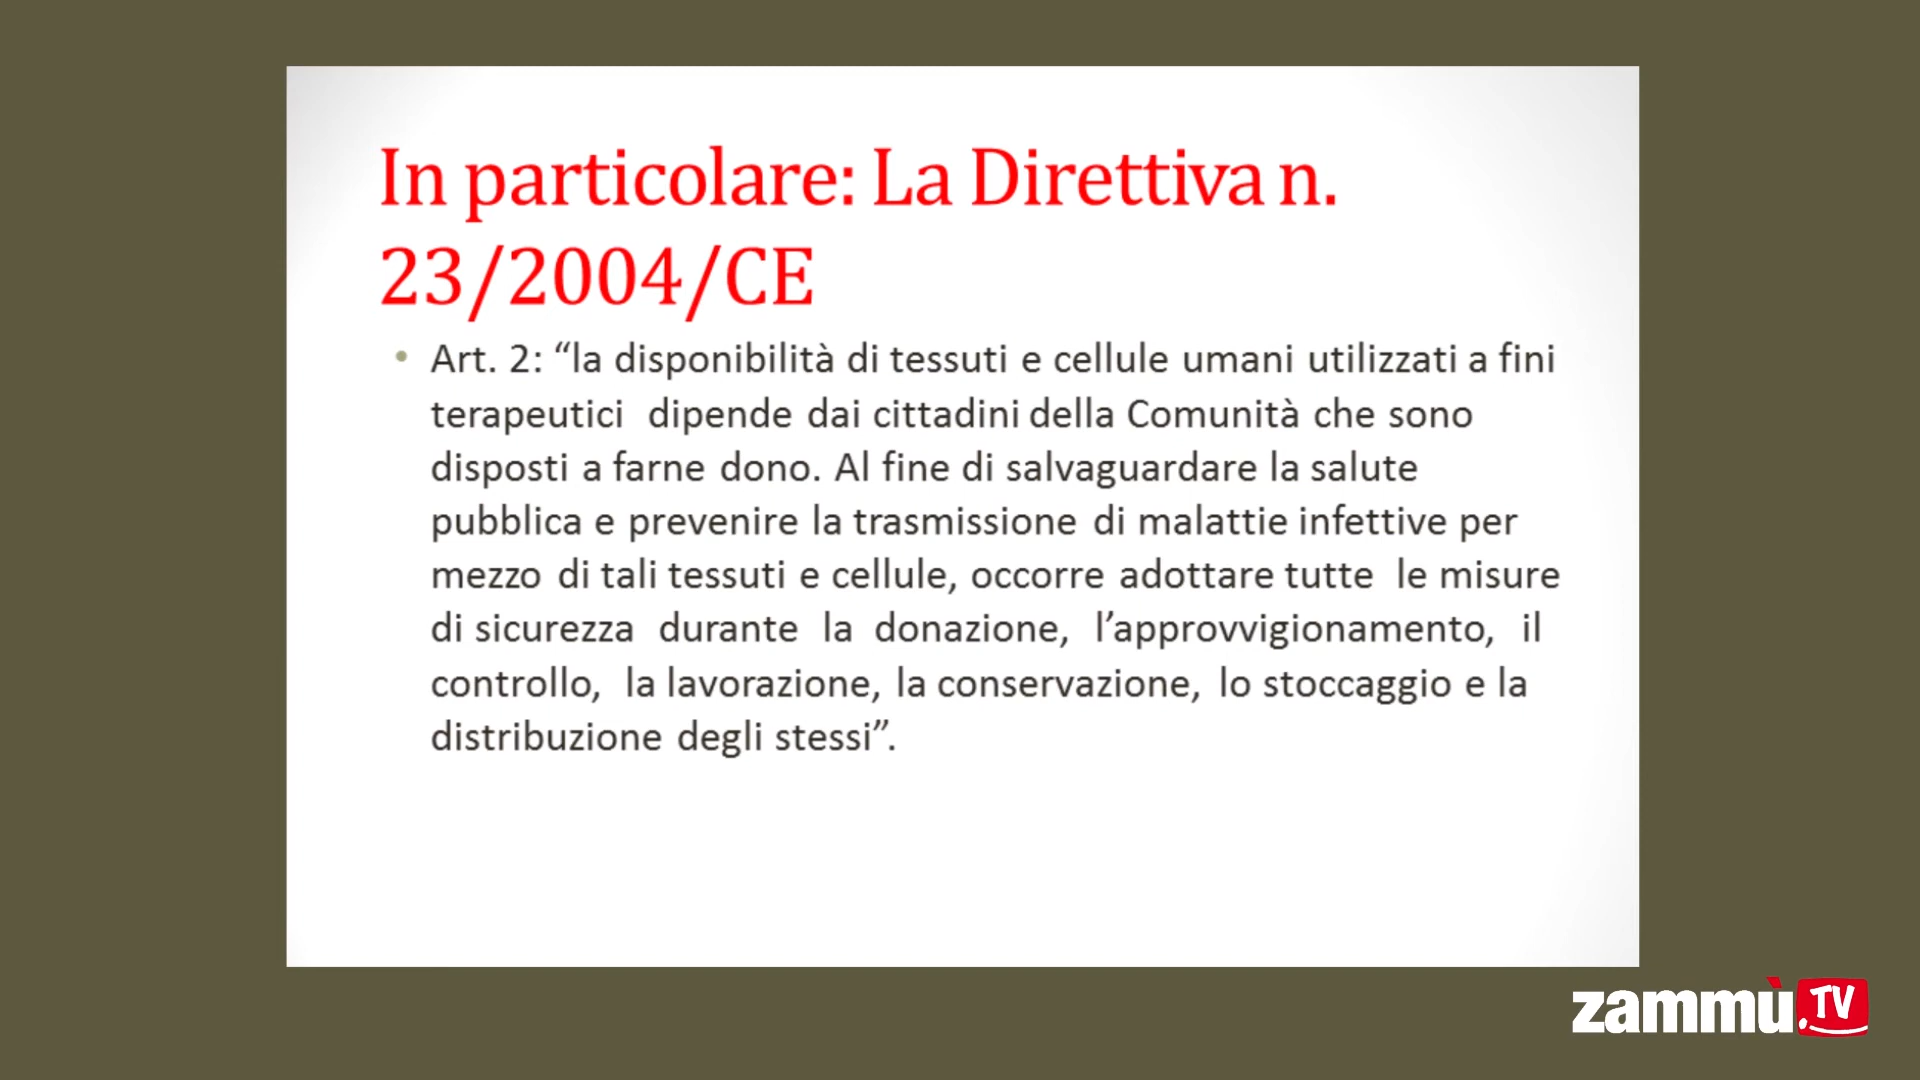 In particolare: La Direttiva n.
23/2004/CE
• Art. 2: “la disponibilità di tessuti e cellule umani utilizzati a fini
terapeutici dipende dai cittadini della Comunità che sono
disposti a farne dono. Al fine di salvaguardare la salute
pubblica e prevenire la trasmissione di malattie infettive per
mezzo di tali tessuti e cellule, occorre adottare tutte le misure
di sicurezza durante la donazione, l’approvvigionamento, il
controllo, la lavorazione, la conservazione, lo stoccaggio e la
distribuzione degli stessi”.
zammù.TV